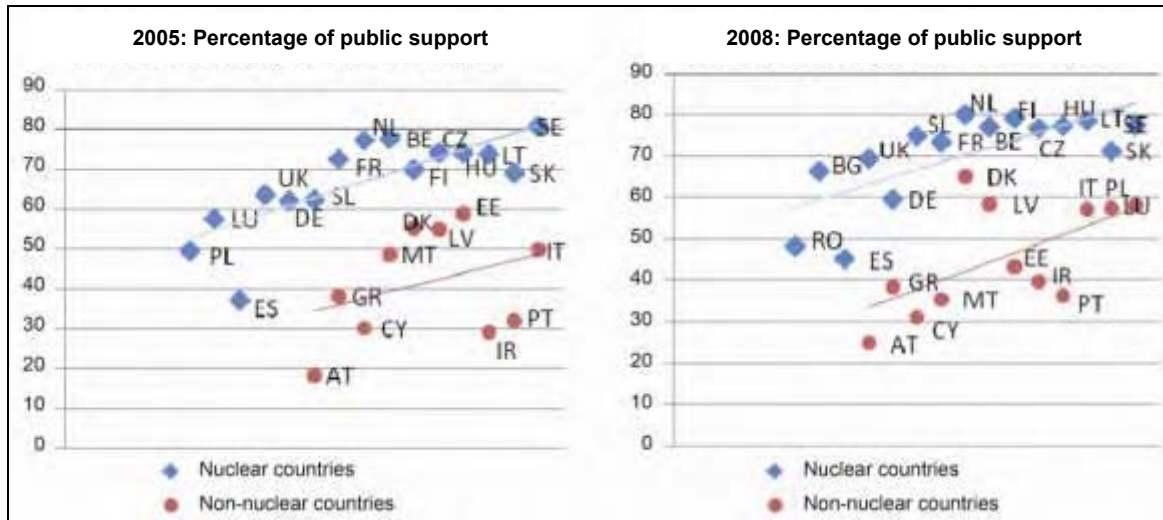 2005: Percentage of public support
90
80
70
60
50
40
30
20
10
0
NL
BE
CZ
SE
FR
FI
HU
LT
SK
UK
DE
SL
LU
PL
ES
EE
DK
LV
MT
IT
GR
CY
PT
IR
AT
Nuclear countries
Non-nuclear countries
2008: Percentage of public support
90
80
70
60
50
40
30
20
10
0
NL
FI
HU
LT
SE
SL
FR
BE
CZ
SK
UK
BG
DE
RO
ES
DK
LV
IT
PL
LU
EE
IR
GR
MT
PT
CY
AT
Nuclear countries
Non-nuclear countries